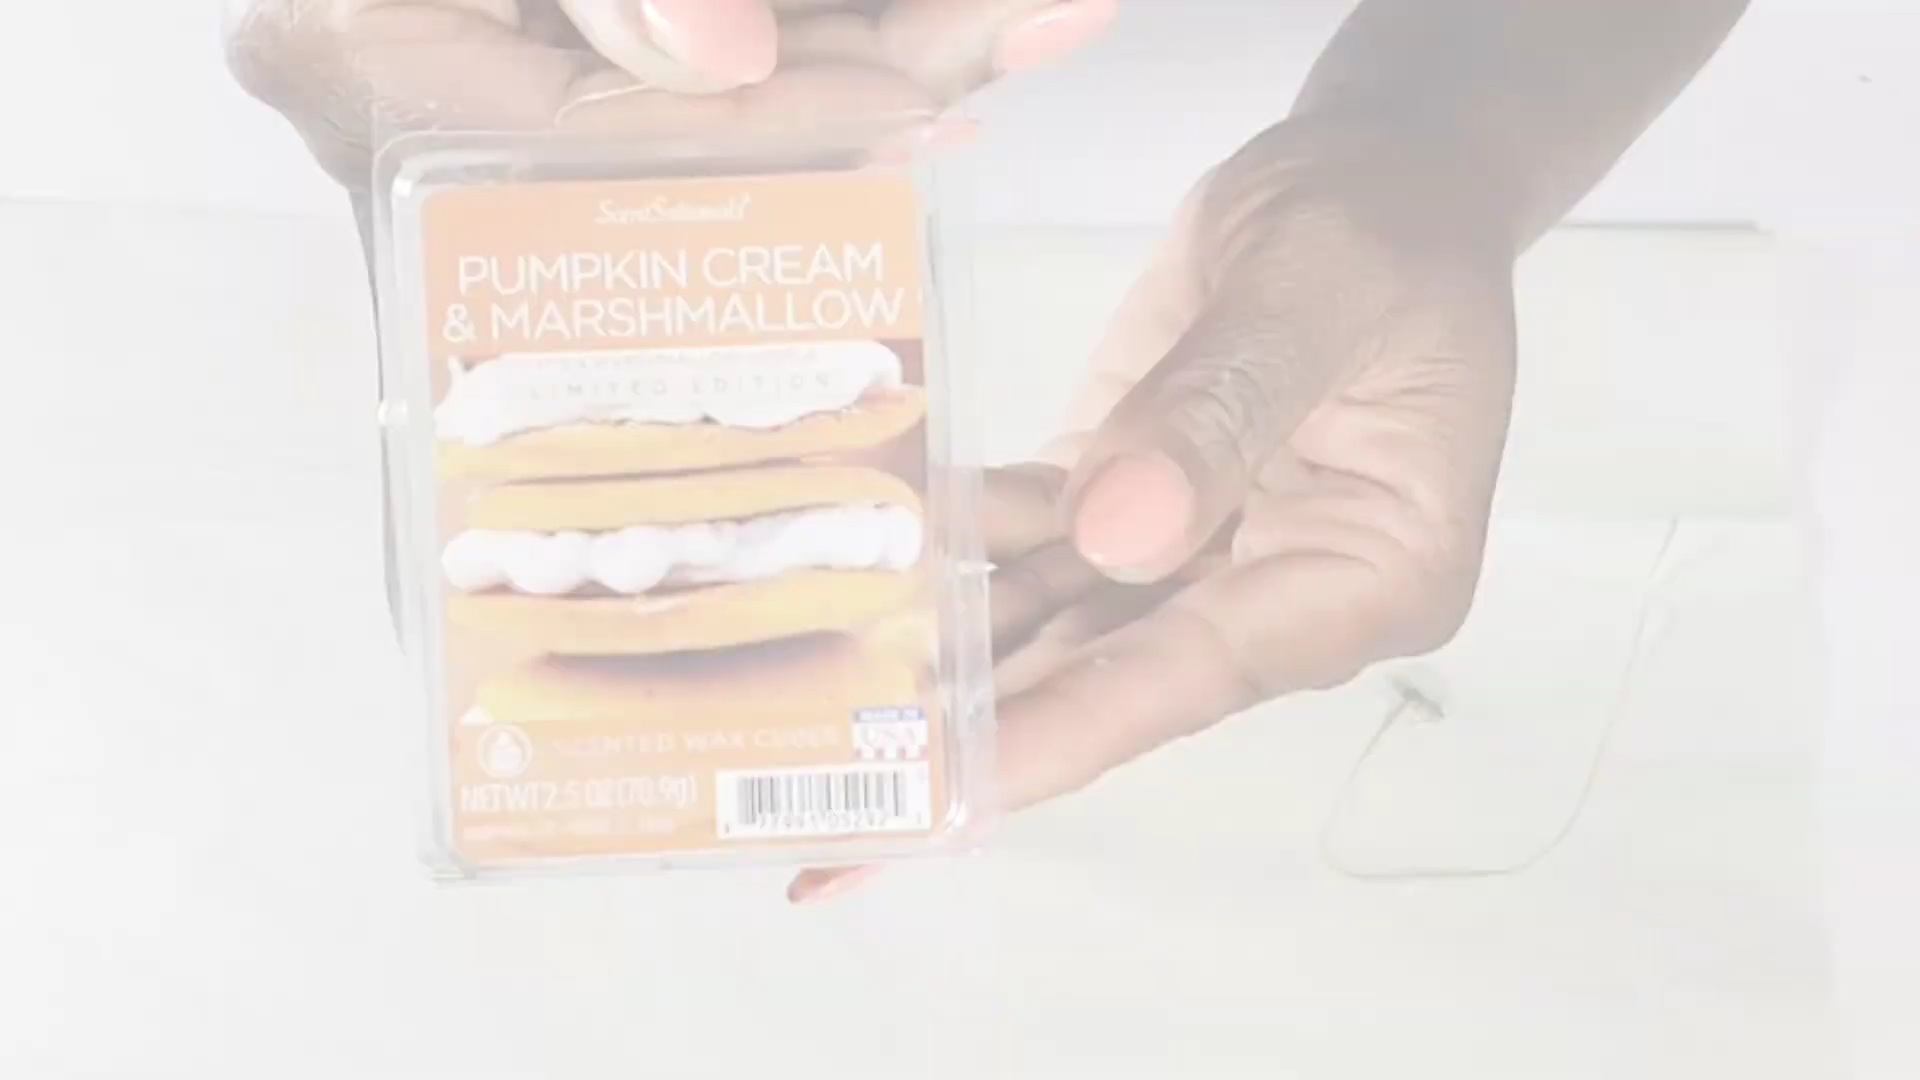 ScentSationals
PUMPKIN CREAM
& MARSHMALLOW
LIMITED EDITION
SCENTED WAX CUBES
MADE IN
USA
NET WT 2.5 OZ (70.9g)